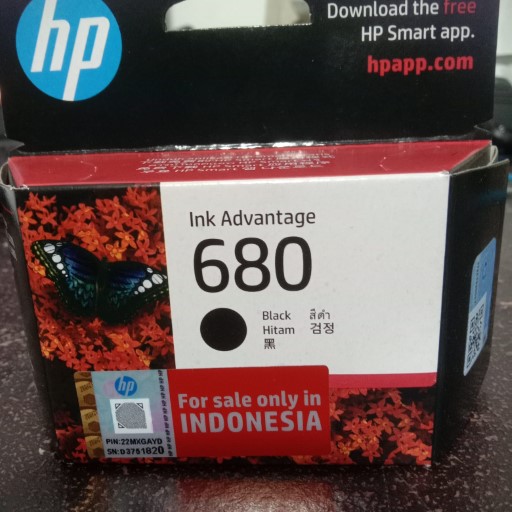 hp
Download the free
HP Smart app.
hpapp.com
Ink Advantage
680
Black สีดำ
Hitam 검정
黑
hp
For sale only in
INDONESIA
PIN:22MXGAYD
SN:D3781820